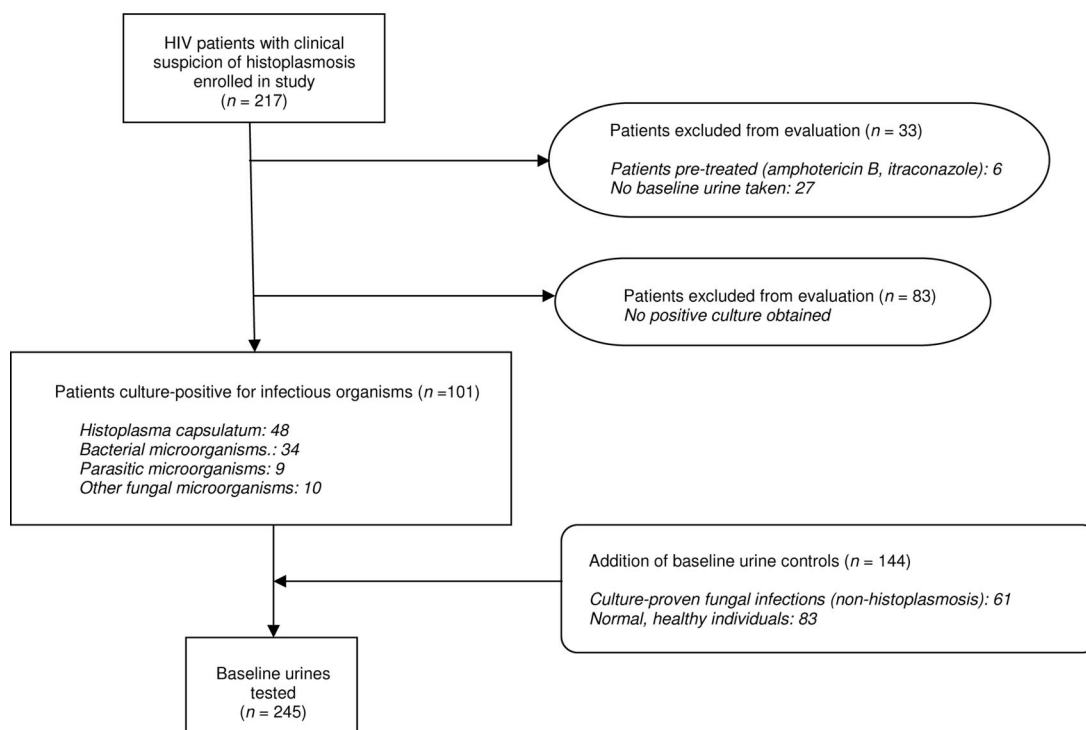 HIV patients with clinical
suspicion of histoplasmosis
enrolled in study
(n = 217)
Patients excluded from evaluation (n = 33)
Patients pre-treated (amphotericin B, itraconazole): 6
No baseline urine taken: 27
Patients excluded from evaluation (n = 83)
No positive culture obtained
Patients culture-positive for infectious organisms (n =101)
Histoplasma capsulatum: 48
Bacterial microorganisms.: 34
Parasitic microorganisms: 9
Other fungal microorganisms: 10
Addition of baseline urine controls (n = 144)
Culture-proven fungal infections (non-histoplasmosis): 61
Normal, healthy individuals: 83
Baseline urines
tested
(n = 245)